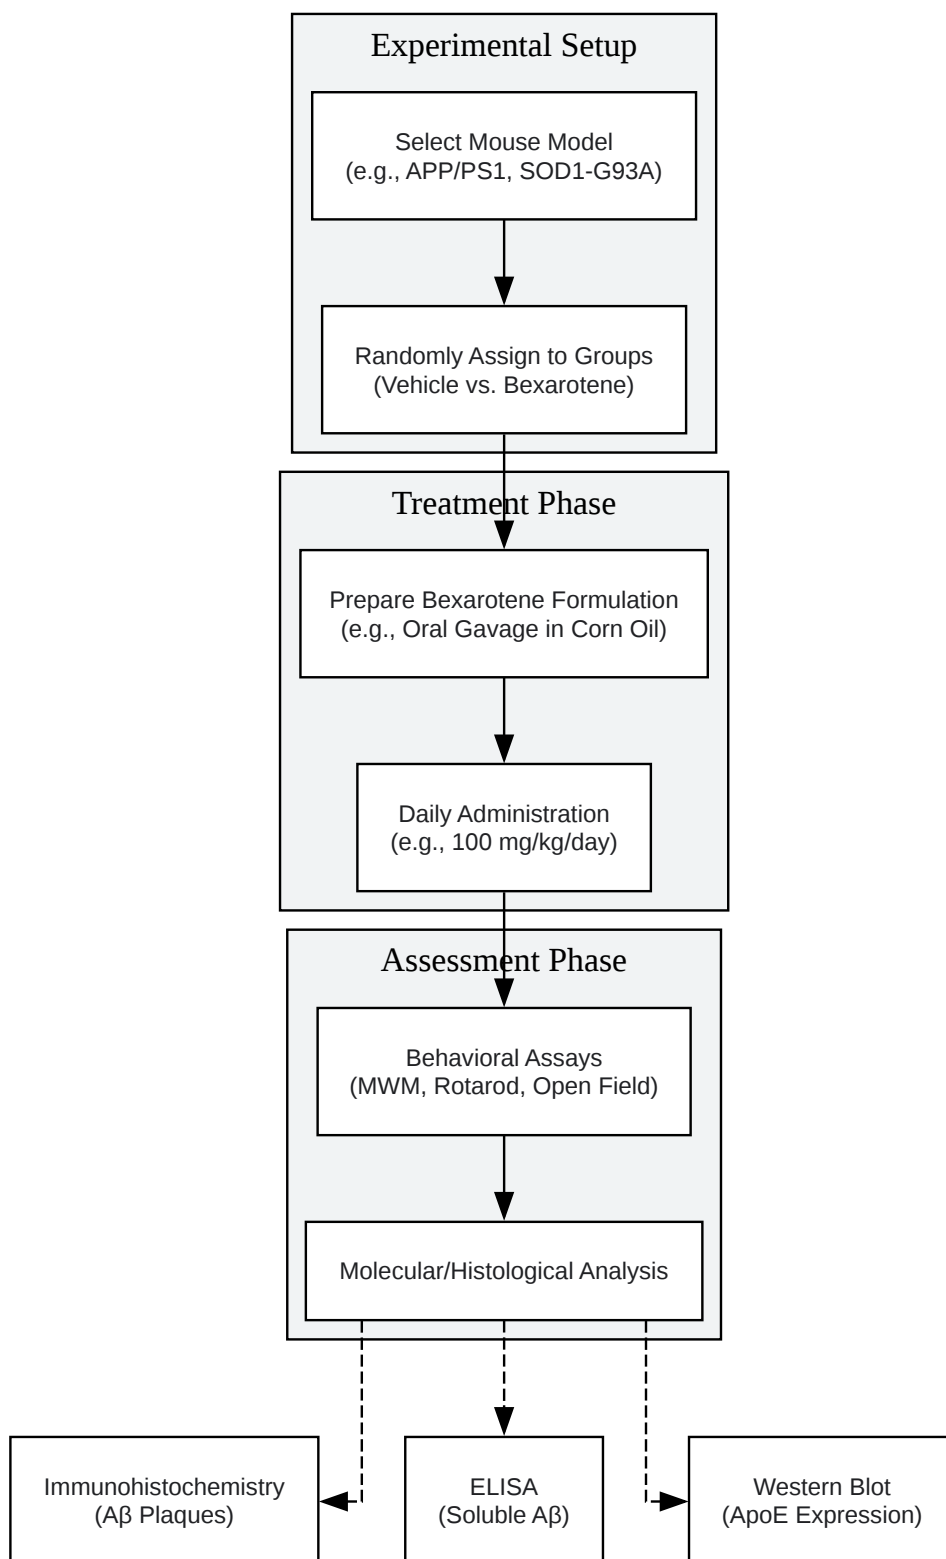 Experimental Setup
Select Mouse Model
(e.g., APP/PS1, SOD1-G93A)
Randomly Assign to Groups
(Vehicle vs. Bexarotene)
Treatment Phase
Prepare Bexarotene Formulation
(e.g., Oral Gavage in Corn Oil)
Daily Administration
(e.g., 100 mg/kg/day)
Assessment Phase
Behavioral Assays
(MWM, Rotarod, Open Field)
Molecular/Histological Analysis
Immunohistochemistry
(Aβ Plaques)
ELISA
(Soluble Aβ)
Western Blot
(ApoE Expression)